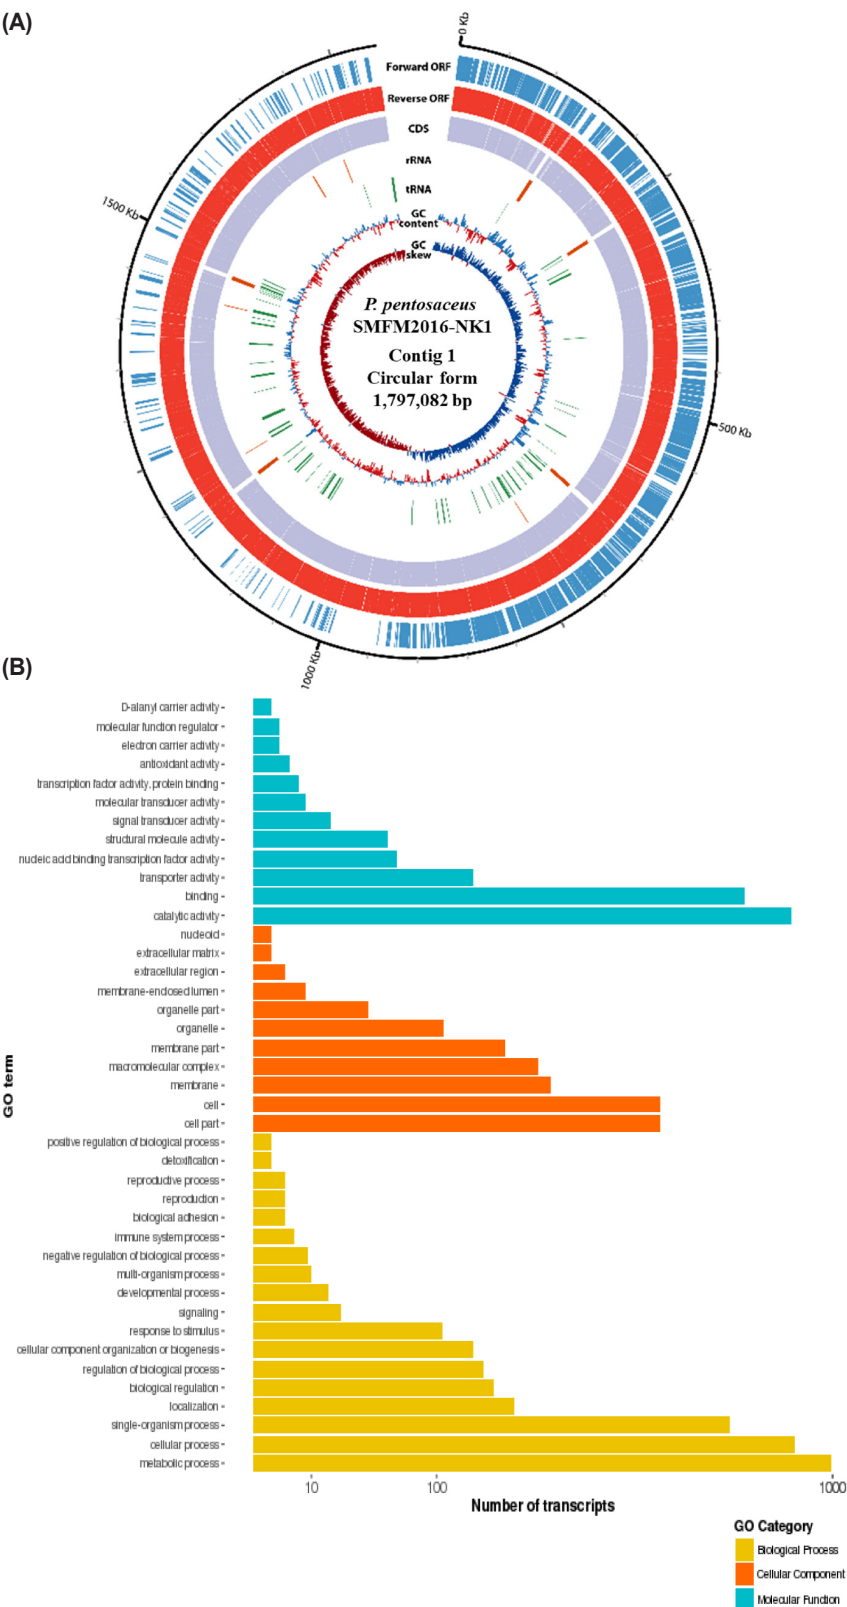 (A)
0 Kb
Forward ORF
Reverse ORF
CDS
rRNA
tRNA
GC
content
GC
skew
1500 Kb
P. pentosaceus
SMFM2016-NK1
Contig 1
Circular form
1,797,082 bp
500 Kb
1000 Kb
(B)
D-alanyl carrier activity
molecular function regulator
electron carrier activity
antioxidant activity
transcription factor activity, protein binding
molecular transducer activity
signal transducer activity
structural molecule activity
nucleic acid binding transcription factor activity
transporter activity
binding
catalytic activity
nucleoid
extracellular matrix
extracellular region
membrane-enclosed lumen
organelle part
organelle
membrane part
macromolecular complex
membrane
cell
cell part
GO term
positive regulation of biological process
detoxification
reproductive process
reproduction
biological adhesion
immune system process
negative regulation of biological process
multi-organism process
developmental process
signaling
response to stimulus
cellular component organization or biogenesis
regulation of biological process
biological regulation
localization
single-organism process
cellular process
metabolic process
10 100 1000
Number of transcripts
GO Category
Biological Process
Cellular Component
Molecular Function